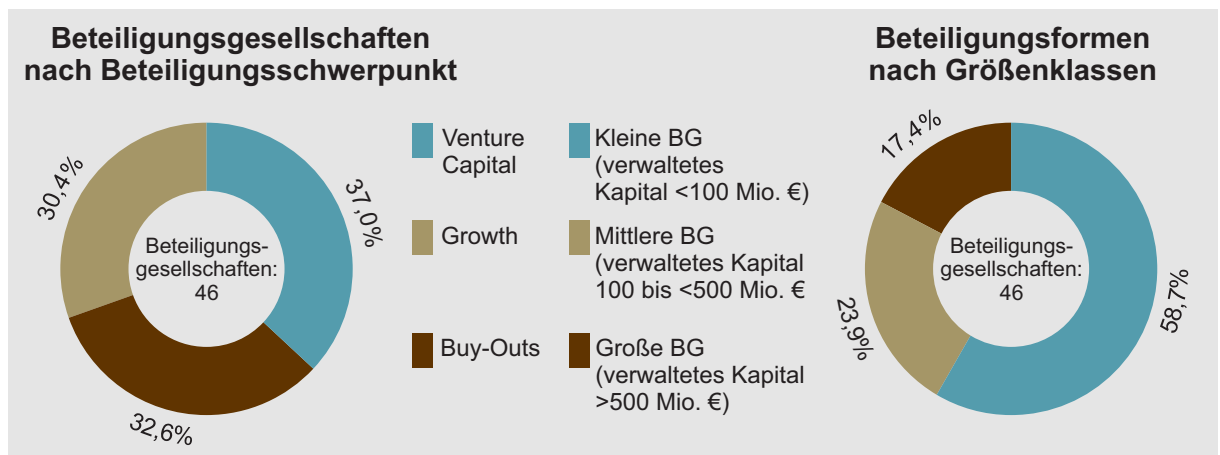 Beteiligungsgesellschaften
nach Beteiligungsschwerpunkt
30,4%
37,0%
32,6%
Beteiligungs-
gesellschaften:
46
Venture
Capital
Growth
Buy-Outs
Kleine BG
(verwaltetes
Kapital <100 Mio. €)
Mittlere BG
(verwaltetes Kapital
100 bis <500 Mio. €
Große BG
(verwaltetes Kapital
>500 Mio. €)
Beteiligungsformen
nach Größenklassen
17,4%
23,9%
58,7%
Beteiligungs-
gesellschaften:
46